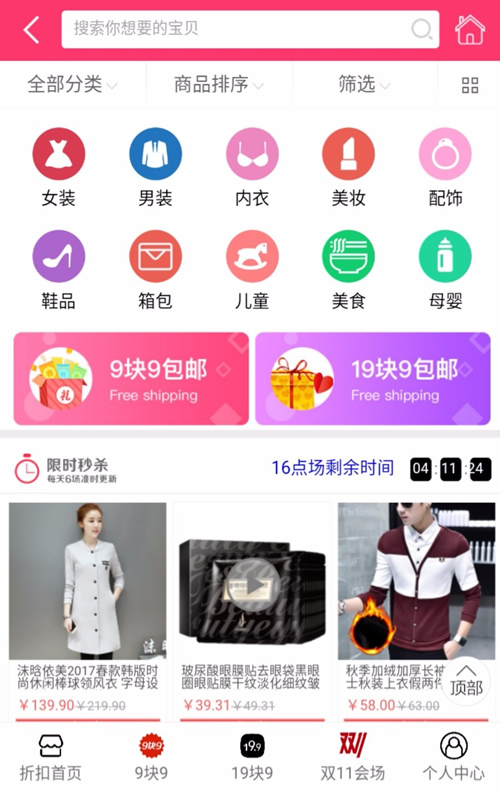 搜索你想要的宝贝
全部分类 商品排序 筛选
女装 男装 内衣 美妆 配饰
鞋品 箱包 儿童 美食 母婴
9块9包邮
Free shipping
19块9包邮
Free shipping
礼
限时秒杀
每天6场准时更新
16点场剩余时间 04:11:24
沫晗依美2017春款韩版时
尚休闲棒球领风衣 字母设
￥139.90 ￥219.90
玻尿酸眼膜贴去眼袋黑眼
圈眼贴膜干纹淡化细纹皱
￥39.31 ￥49.31
秋季加绒加厚长袖
士秋装上衣假两件
￥58.00 ￥63.00
顶部
9块9 19.9 双11
折扣首页 9块9 19块9 双11会场 个人中心